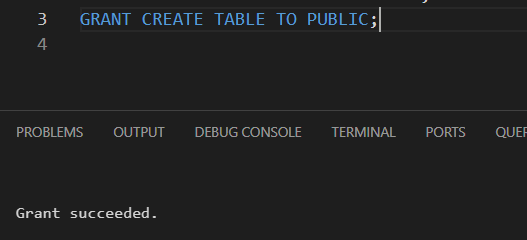 3 GRANT CREATE TABLE TO PUBLIC;
4
PROBLEMS OUTPUT DEBUG CONSOLE TERMINAL PORTS
Grant succeeded.